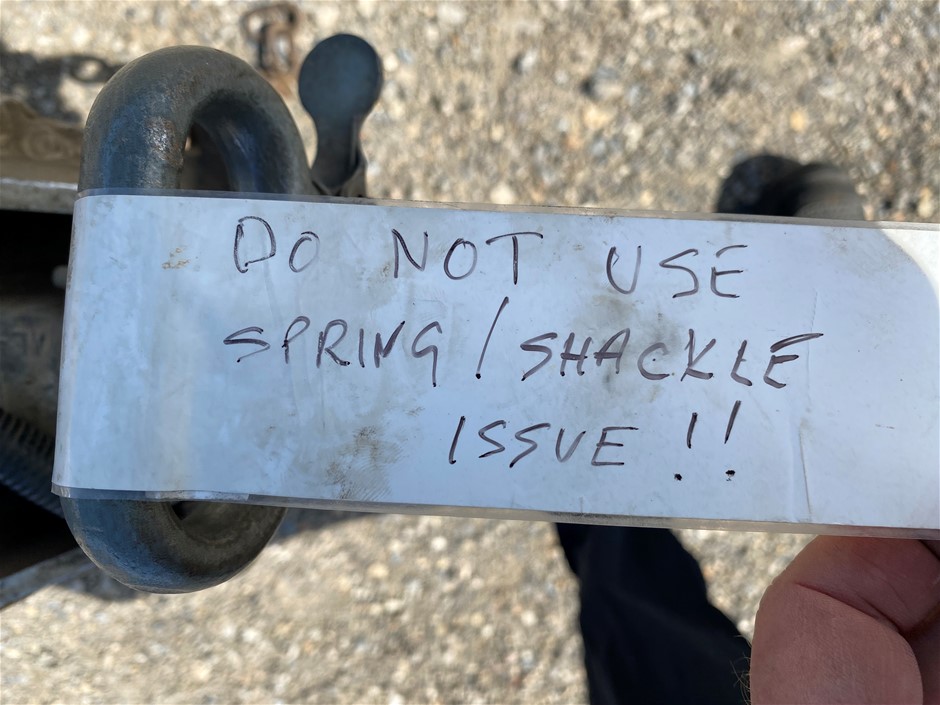 DO NOT USE
SPRING/SHACKLE
ISSUE!!